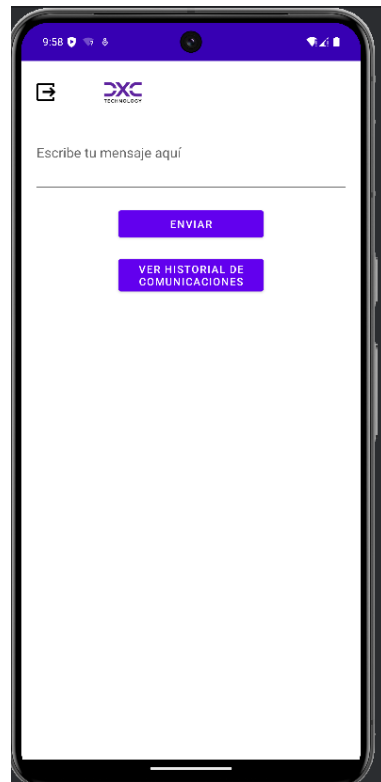 9:58
DXC
TECHNOLOGY
Escribe tu mensaje aquí
ENVIAR
VER HISTORIAL DE
COMUNICACIONES